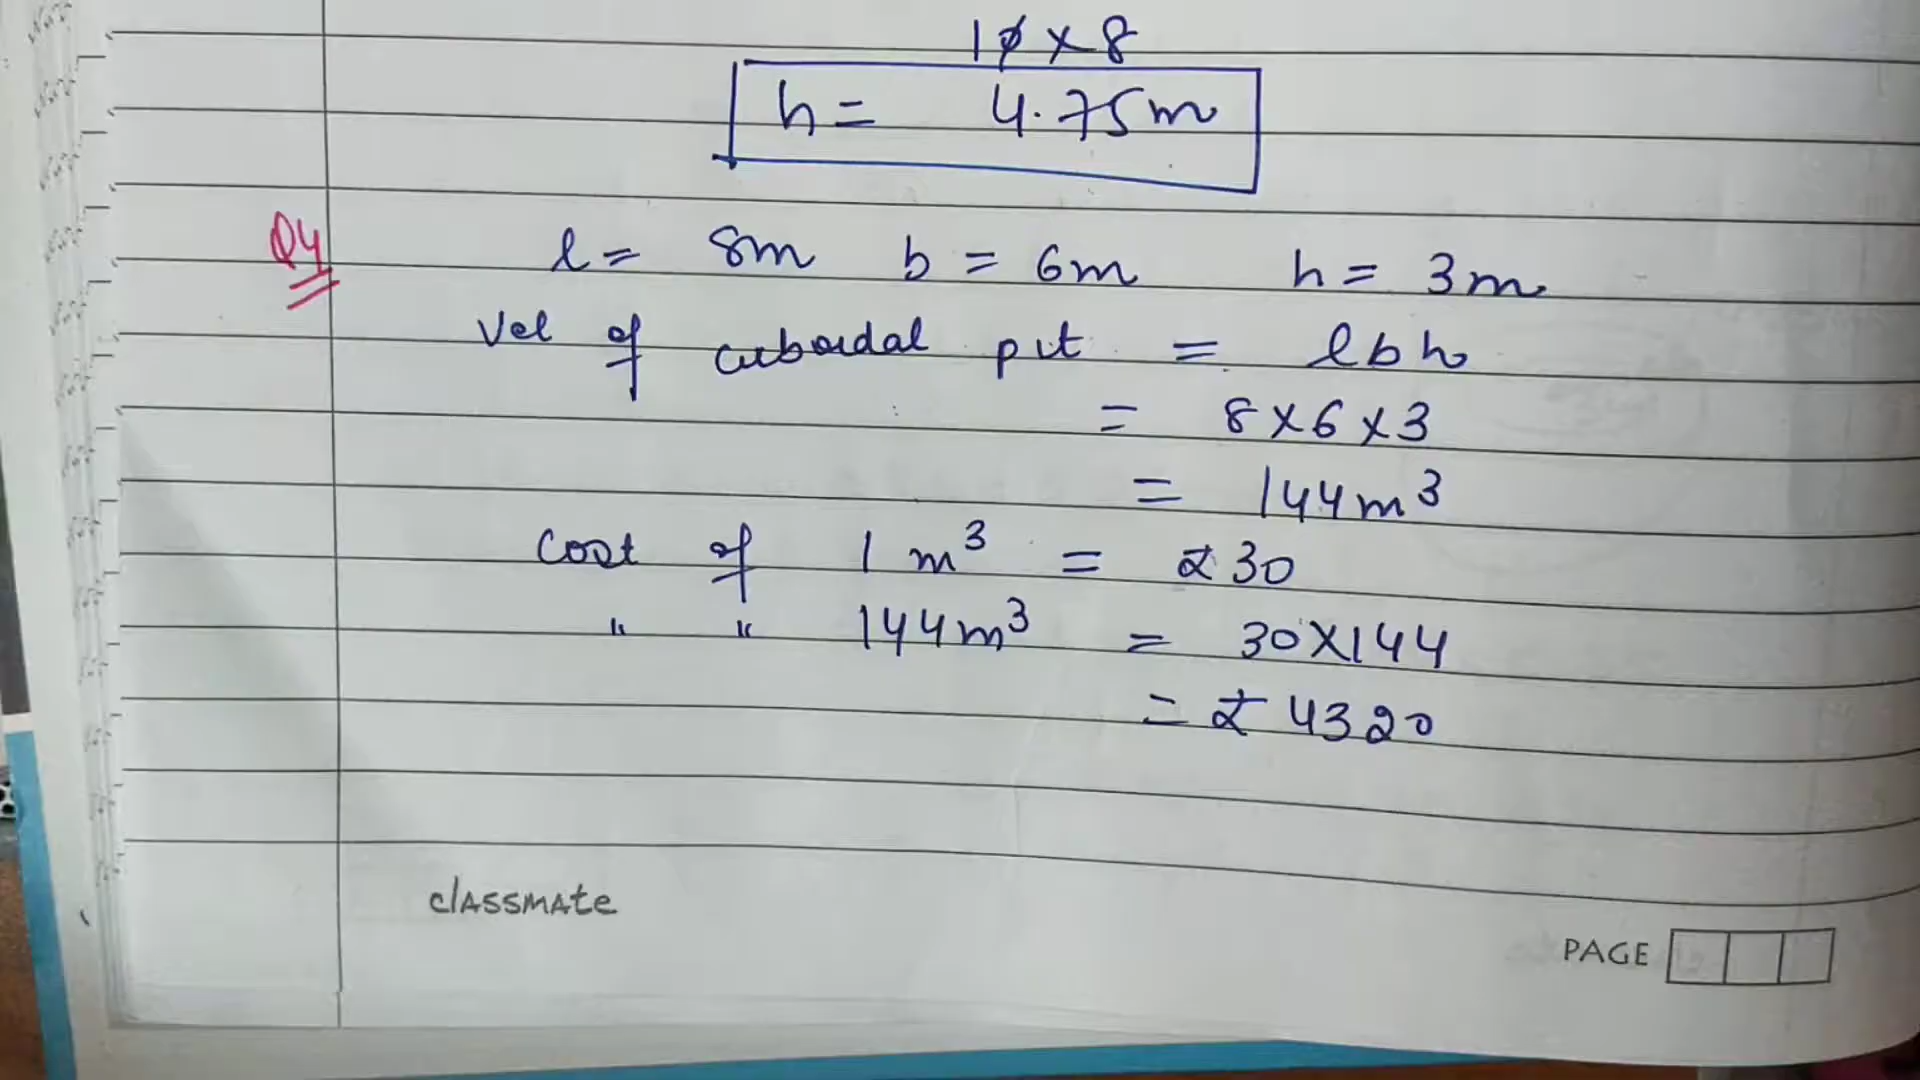 10 × 8
h = 4.75m
Q4
l = 8m b = 6m h = 3m
Vol of cuboidal pit = lbh
= 8×6×3
= 144m³
Cost of 1 m³ = ₹30
" " 144m³ = 30×144
= ₹ 4320
classmate
PAGE